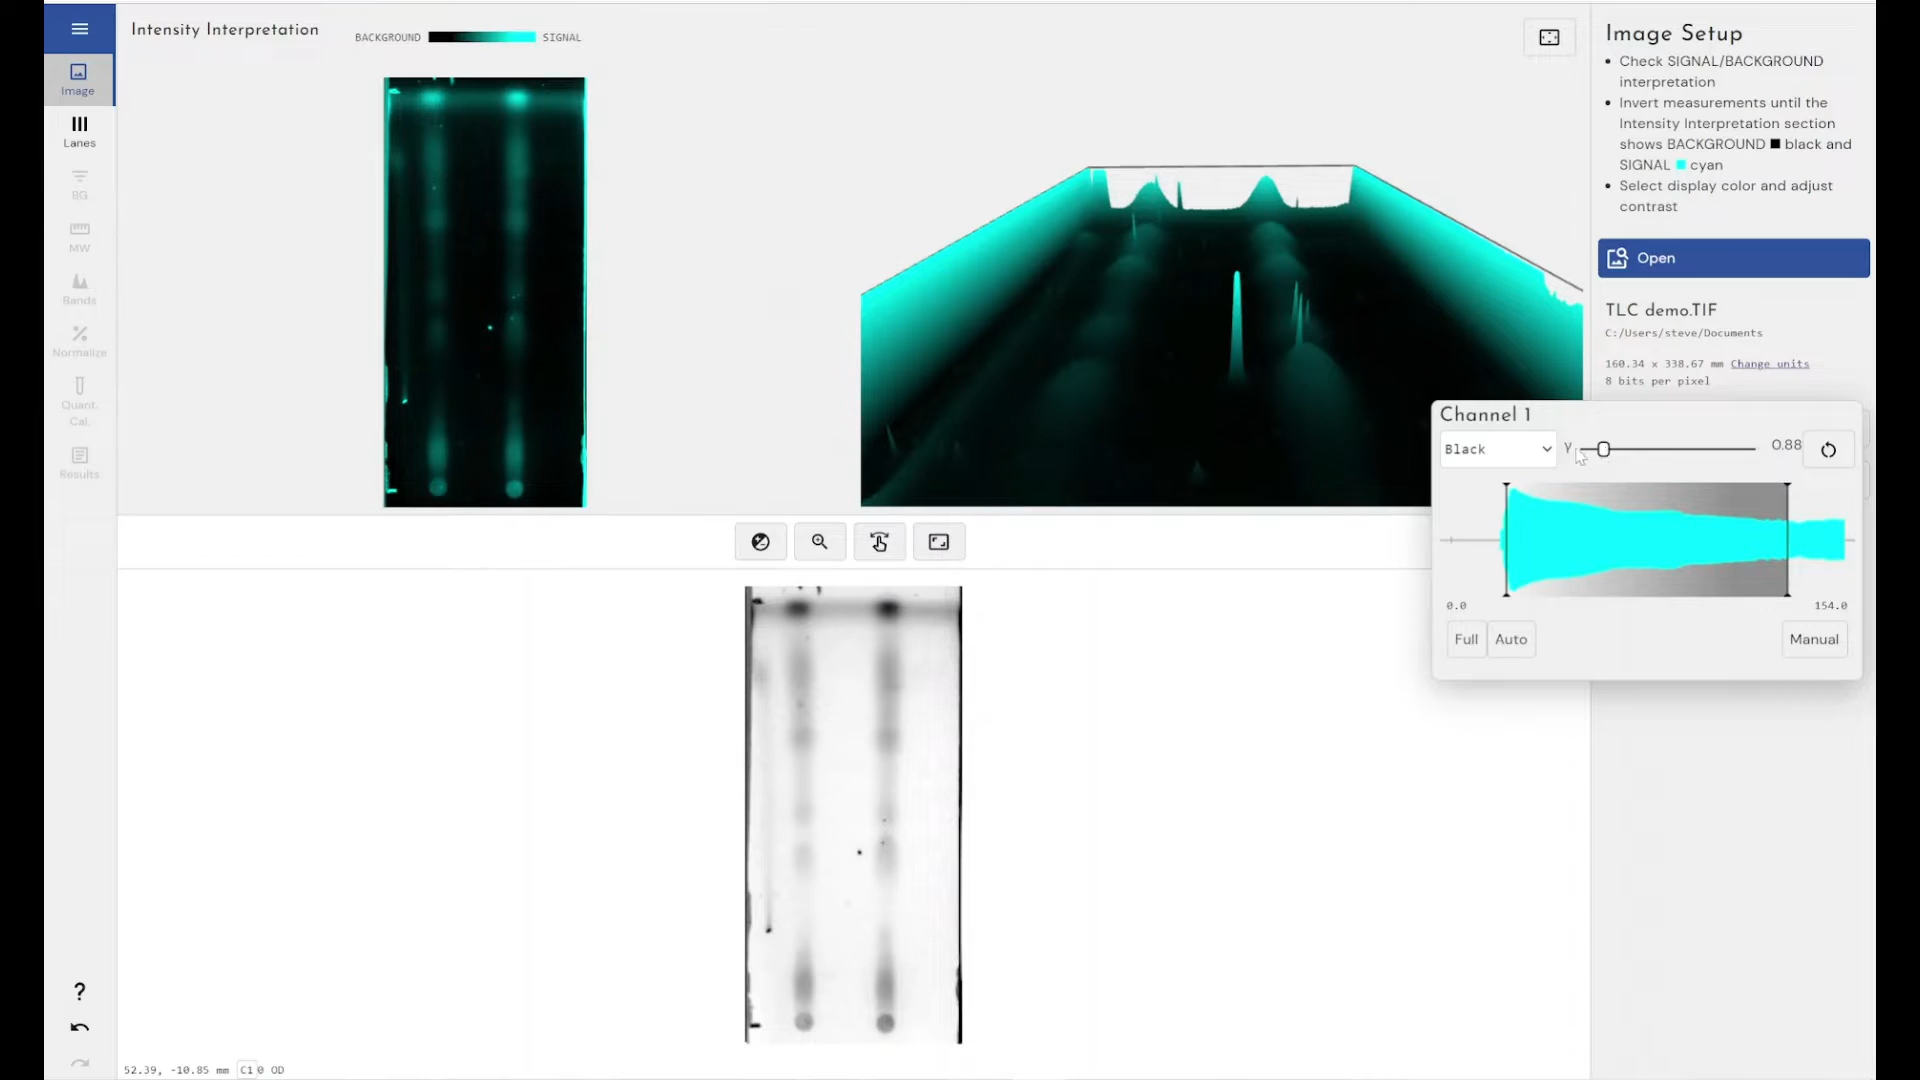 Intensity Interpretation
BACKGROUND SIGNAL
Image
Lanes
BG
MW
Bands
Normalize
Quant.
Cal.
Results
?
Image Setup
• Check SIGNAL/BACKGROUND
interpretation
• Invert measurements until the
Intensity Interpretation section
shows BACKGROUND black and
SIGNAL cyan
• Select display color and adjust
contrast
Open
TLC demo.TIF
C:/Users/steve/Documents
160.34 x 338.67 mm Change units
8 bits per pixel
Channel 1
Black γ 0.88
0.0 154.0
Full Auto Manual
52.39, -10.85 mm C1 0 OD